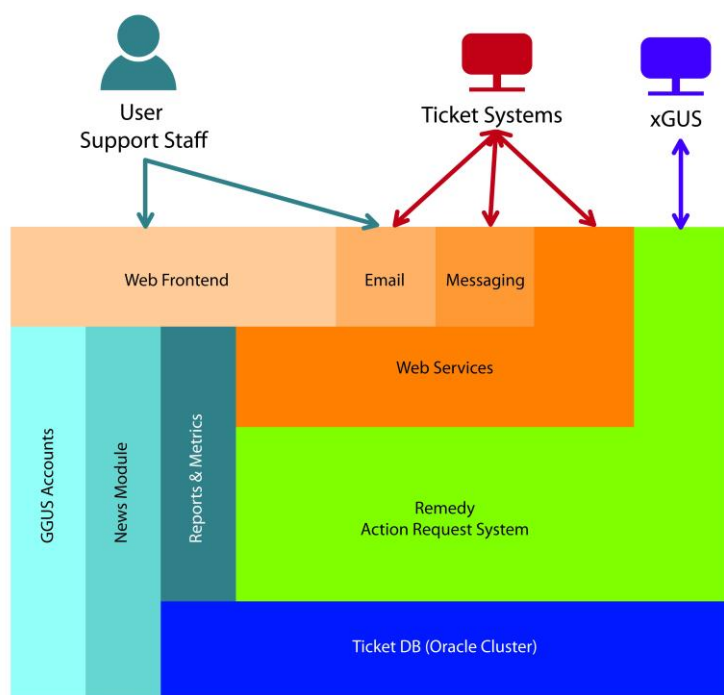 User
Support Staff
Ticket Systems
xGUS
Web Frontend
Email
Messaging
Web Services
GGUS Accounts
News Module
Reports & Metrics
Remedy
Action Request System
Ticket DB (Oracle Cluster)